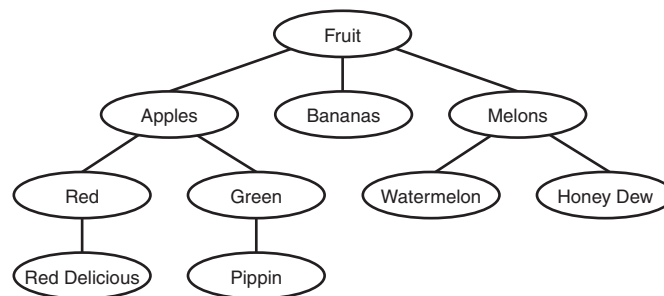 Fruit
Apples
Bananas
Melons
Red
Green
Watermelon
Honey Dew
Red Delicious
Pippin